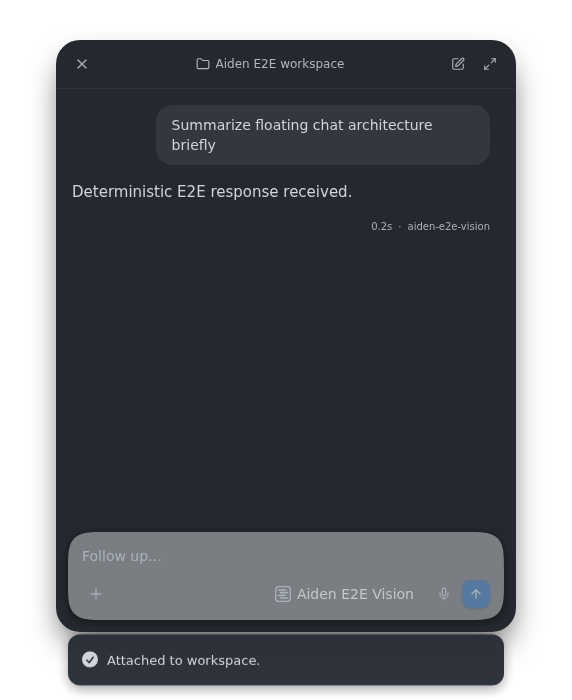 Aiden E2E workspace
Summarize floating chat architecture
briefly
Deterministic E2E response received.
0.2s · aiden-e2e-vision
Follow up...
Aiden E2E Vision
Attached to workspace.